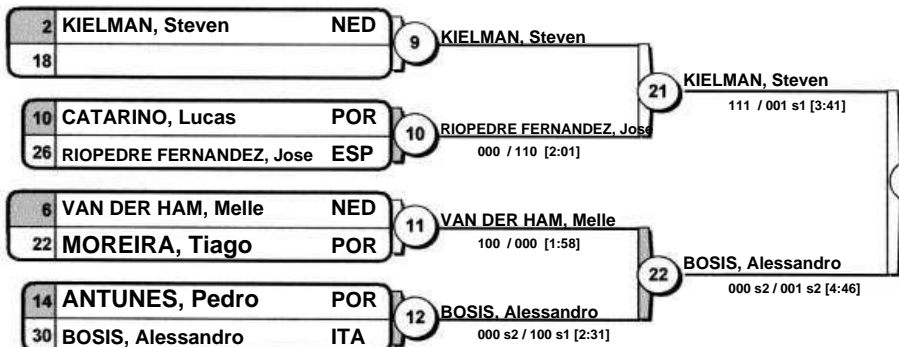 2 KIELMAN, Steven NED
18
9
KIELMAN, Steven
10 CATARINO, Lucas POR
26 RIOPEDRE FERNANDEZ, Jose ESP
10
RIOPEDRE FERNANDEZ, Jose
000 / 110 [2:01]
21
KIELMAN, Steven
111 / 001 s1 [3:41]
6 VAN DER HAM, Melle NED
22 MOREIRA, Tiago POR
11
VAN DER HAM, Melle
100 / 000 [1:58]
14 ANTUNES, Pedro POR
30 BOSIS, Alessandro ITA
12
BOSIS, Alessandro
000 s2 / 100 s1 [2:31]
22
BOSIS, Alessandro
000 s2 / 001 s2 [4:46]